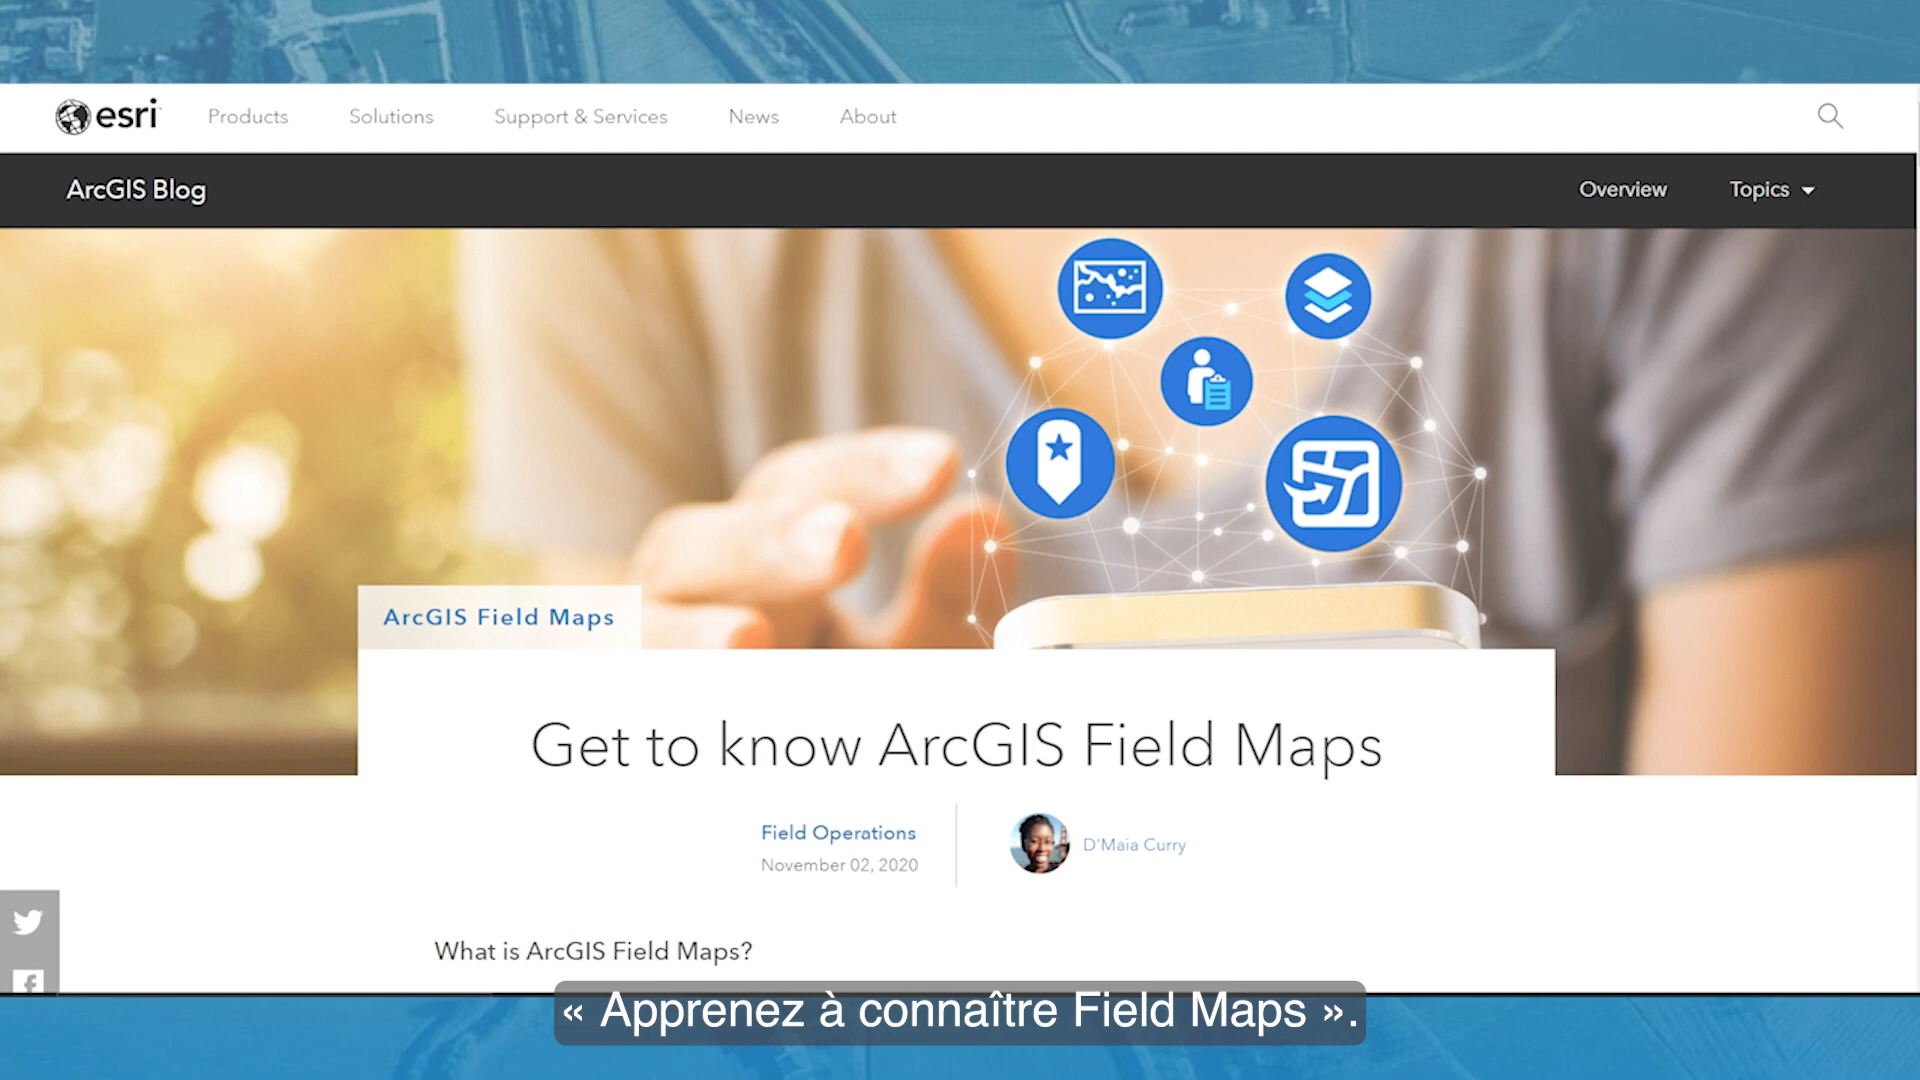 esri
Products
Solutions
Support & Services
News
About
ArcGIS Blog
Overview
Topics
ArcGIS Field Maps
Get to know ArcGIS Field Maps
Field Operations
November 02, 2020
D'Maia Curry
What is ArcGIS Field Maps?
« Apprenez à connaître Field Maps ».